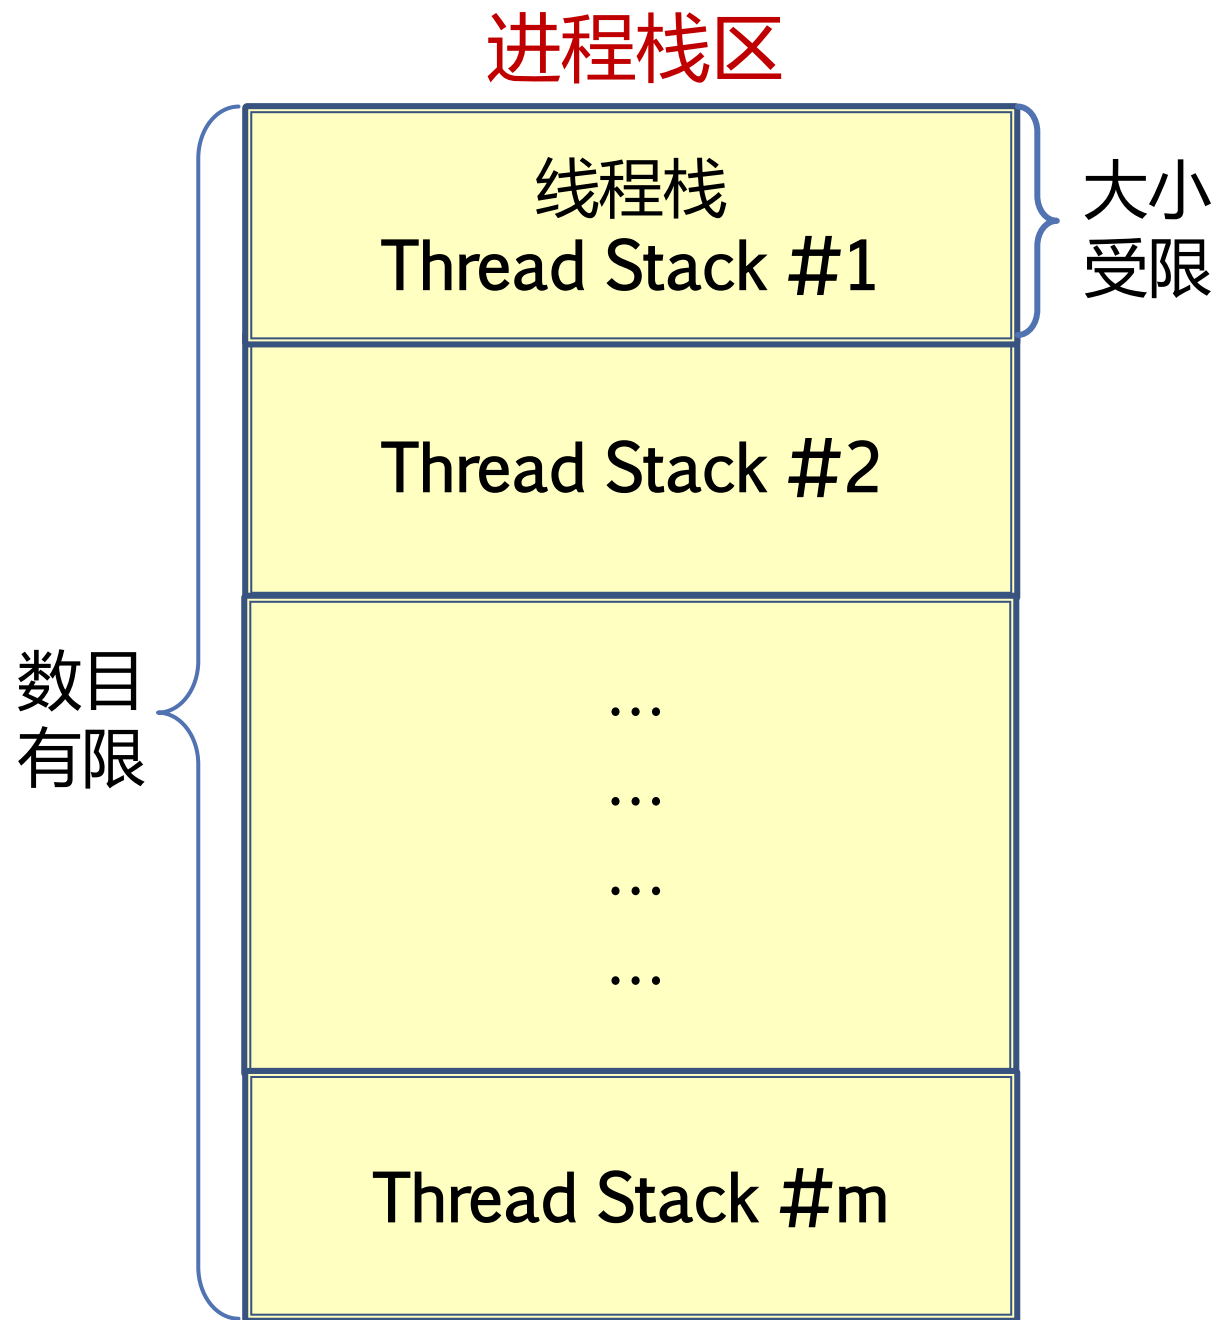 进程栈区
线程栈
Thread Stack #1
大小
受限
Thread Stack #2
数目
有限
...
...
...
...
Thread Stack #m